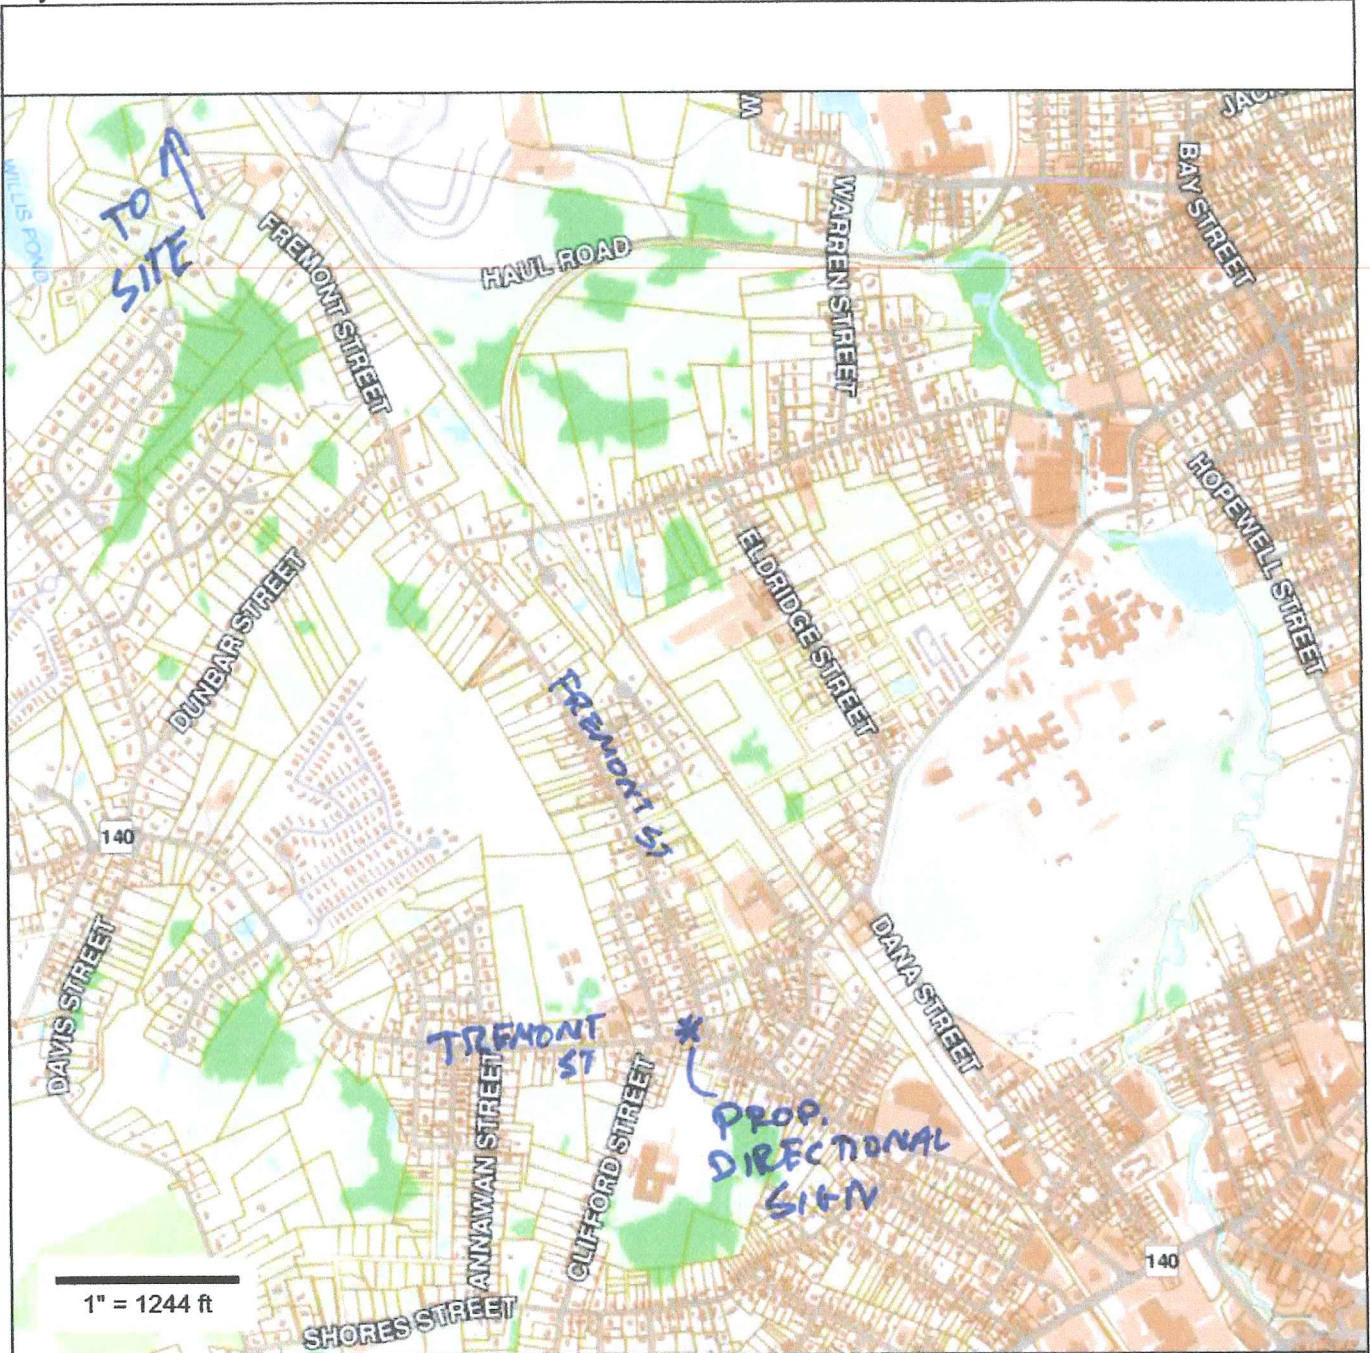 W
JACK
BAY STREET
WARREN STREET
WILLIS POND
TO
SITE
FREMONT STREET
HAUL ROAD
HOPEWELL STREET
ELDRIDGE STREET
DUNBAR STREET
FREMONT ST
140
DAVIS STREET
DANA STREET
TREMONT
ST
*
ANNAWAN STREET
CLIFFORD STREET
PROP.
DIRECTIONAL
SIGN
140
1" = 1244 ft
SHORES STREET